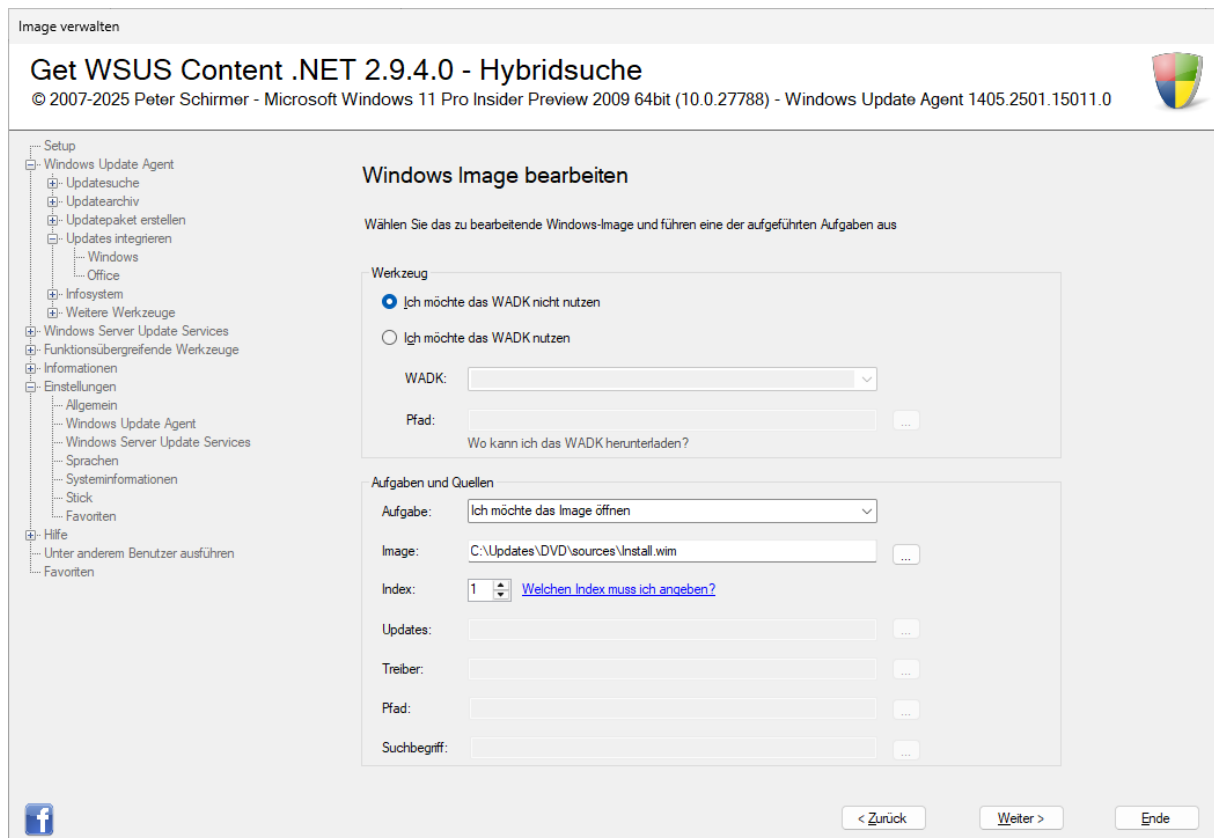 Image verwalten
Get WSUS Content .NET 2.9.4.0 - Hybridsuche
© 2007-2025 Peter Schirmer - Microsoft Windows 11 Pro Insider Preview 2009 64bit (10.0.27788) - Windows Update Agent 1405.2501.15011.0
Setup
Windows Update Agent
Updatesuche
Updatearchiv
Updatepaket erstellen
Updates integrieren
Windows
Office
Infosystem
Weitere Werkzeuge
Windows Server Update Services
Funktionsübergreifende Werkzeuge
Informationen
Einstellungen
Allgemein
Windows Update Agent
Windows Server Update Services
Sprachen
Systeminformationen
Stick
Favoriten
Hilfe
Unter anderem Benutzer ausführen
Favoriten
Windows Image bearbeiten
Wählen Sie das zu bearbeitende Windows-Image und führen eine der aufgeführten Aufgaben aus
Werkzeug
Ich möchte das WADK nicht nutzen
Ich möchte das WADK nutzen
WADK:
Pfad: ...
Wo kann ich das WADK herunterladen?
Aufgaben und Quellen
Aufgabe: Ich möchte das Image öffnen
Image: C:\Updates\DVD\sources\Install.wim ...
Index: 1 Welchen Index muss ich angeben?
Updates: ...
Treiber: ...
Pfad: ...
Suchbegriff: ...
f
< Zurück Weiter > Ende